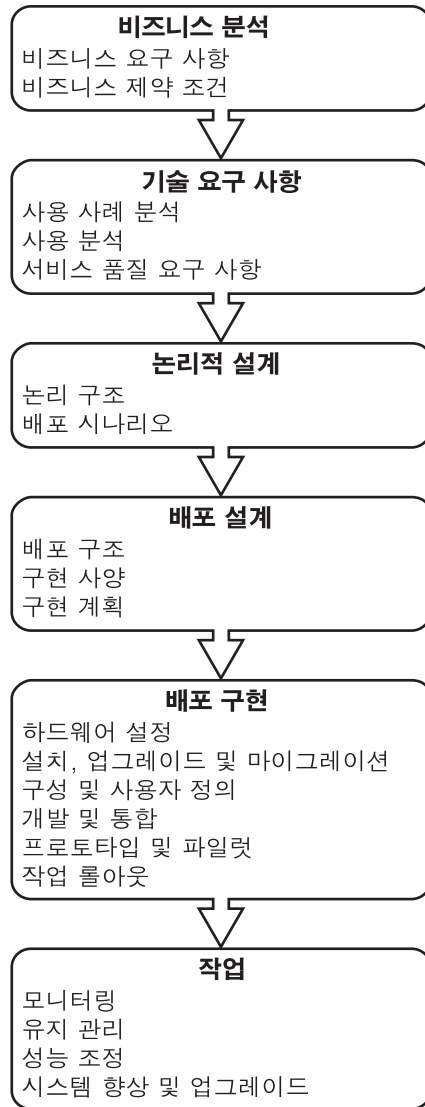 비즈니스 분석
비즈니스 요구 사항
비즈니스 제약 조건
기술 요구 사항
사용 사례 분석
사용 분석
서비스 품질 요구 사항
논리적 설계
논리 구조
배포 시나리오
배포 설계
배포 구조
구현 사양
구현 계획
배포 구현
하드웨어 설정
설치, 업그레이드 및 마이그레이션
구성 및 사용자 정의
개발 및 통합
프로토타입 및 파일럿
작업 롤아웃
작업
모니터링
유지 관리
성능 조정
시스템 향상 및 업그레이드